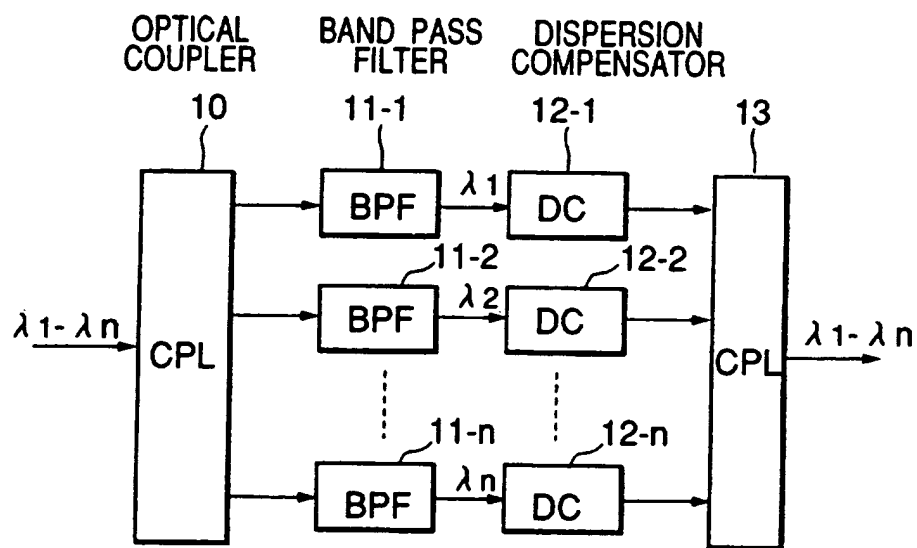 OPTICAL COUPLER
BAND PASS FILTER
DISPERSION COMPENSATOR
10
11-1
12-1
13
BPF
λ1
DC
11-2
12-2
BPF
λ2
DC
λ1-λn
CPL
CPL
λ1-λn
11-n
12-n
BPF
λn
DC